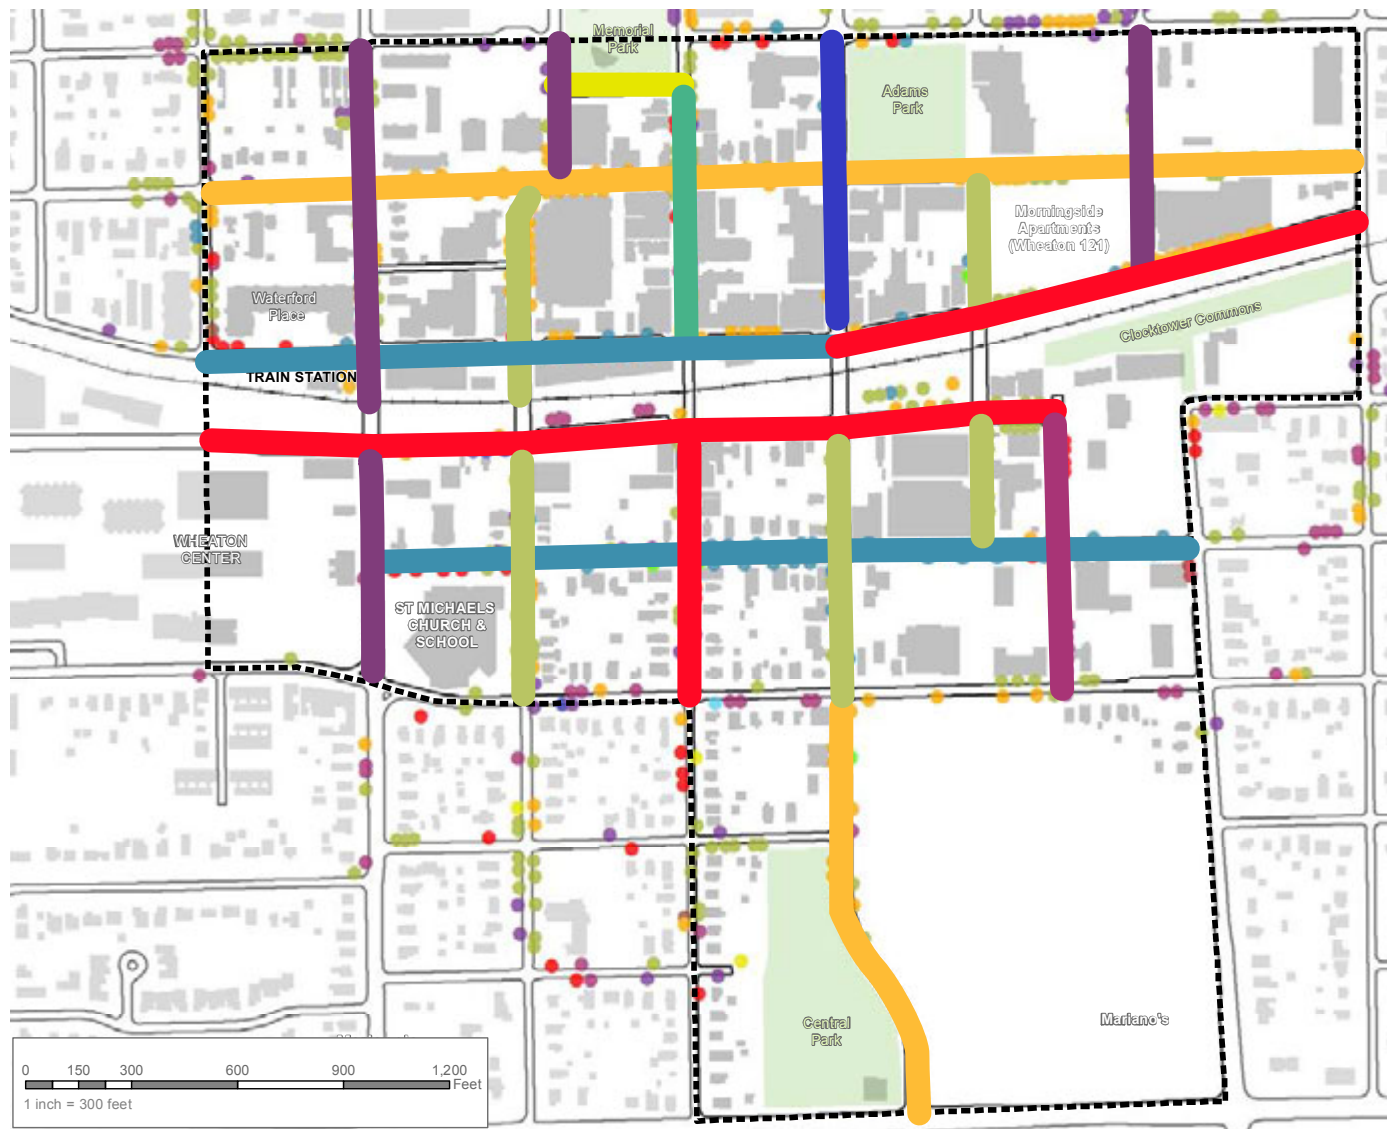 Memorial
Park
Adams
Park
Morningside
Apartments
(Wheaton 121)
Waterford
Place
Clocktower Commons
TRAIN STATION
WHEATON
CENTER
ST MICHAELS
CHURCH &
SCHOOL
Central
Park
Mariano's
0 150 300 600 900 1,200
Feet
1 inch = 300 feet